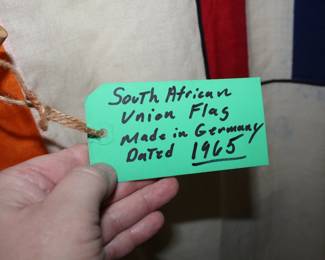 South African
Union Flag
Made in Germany
Dated 1965